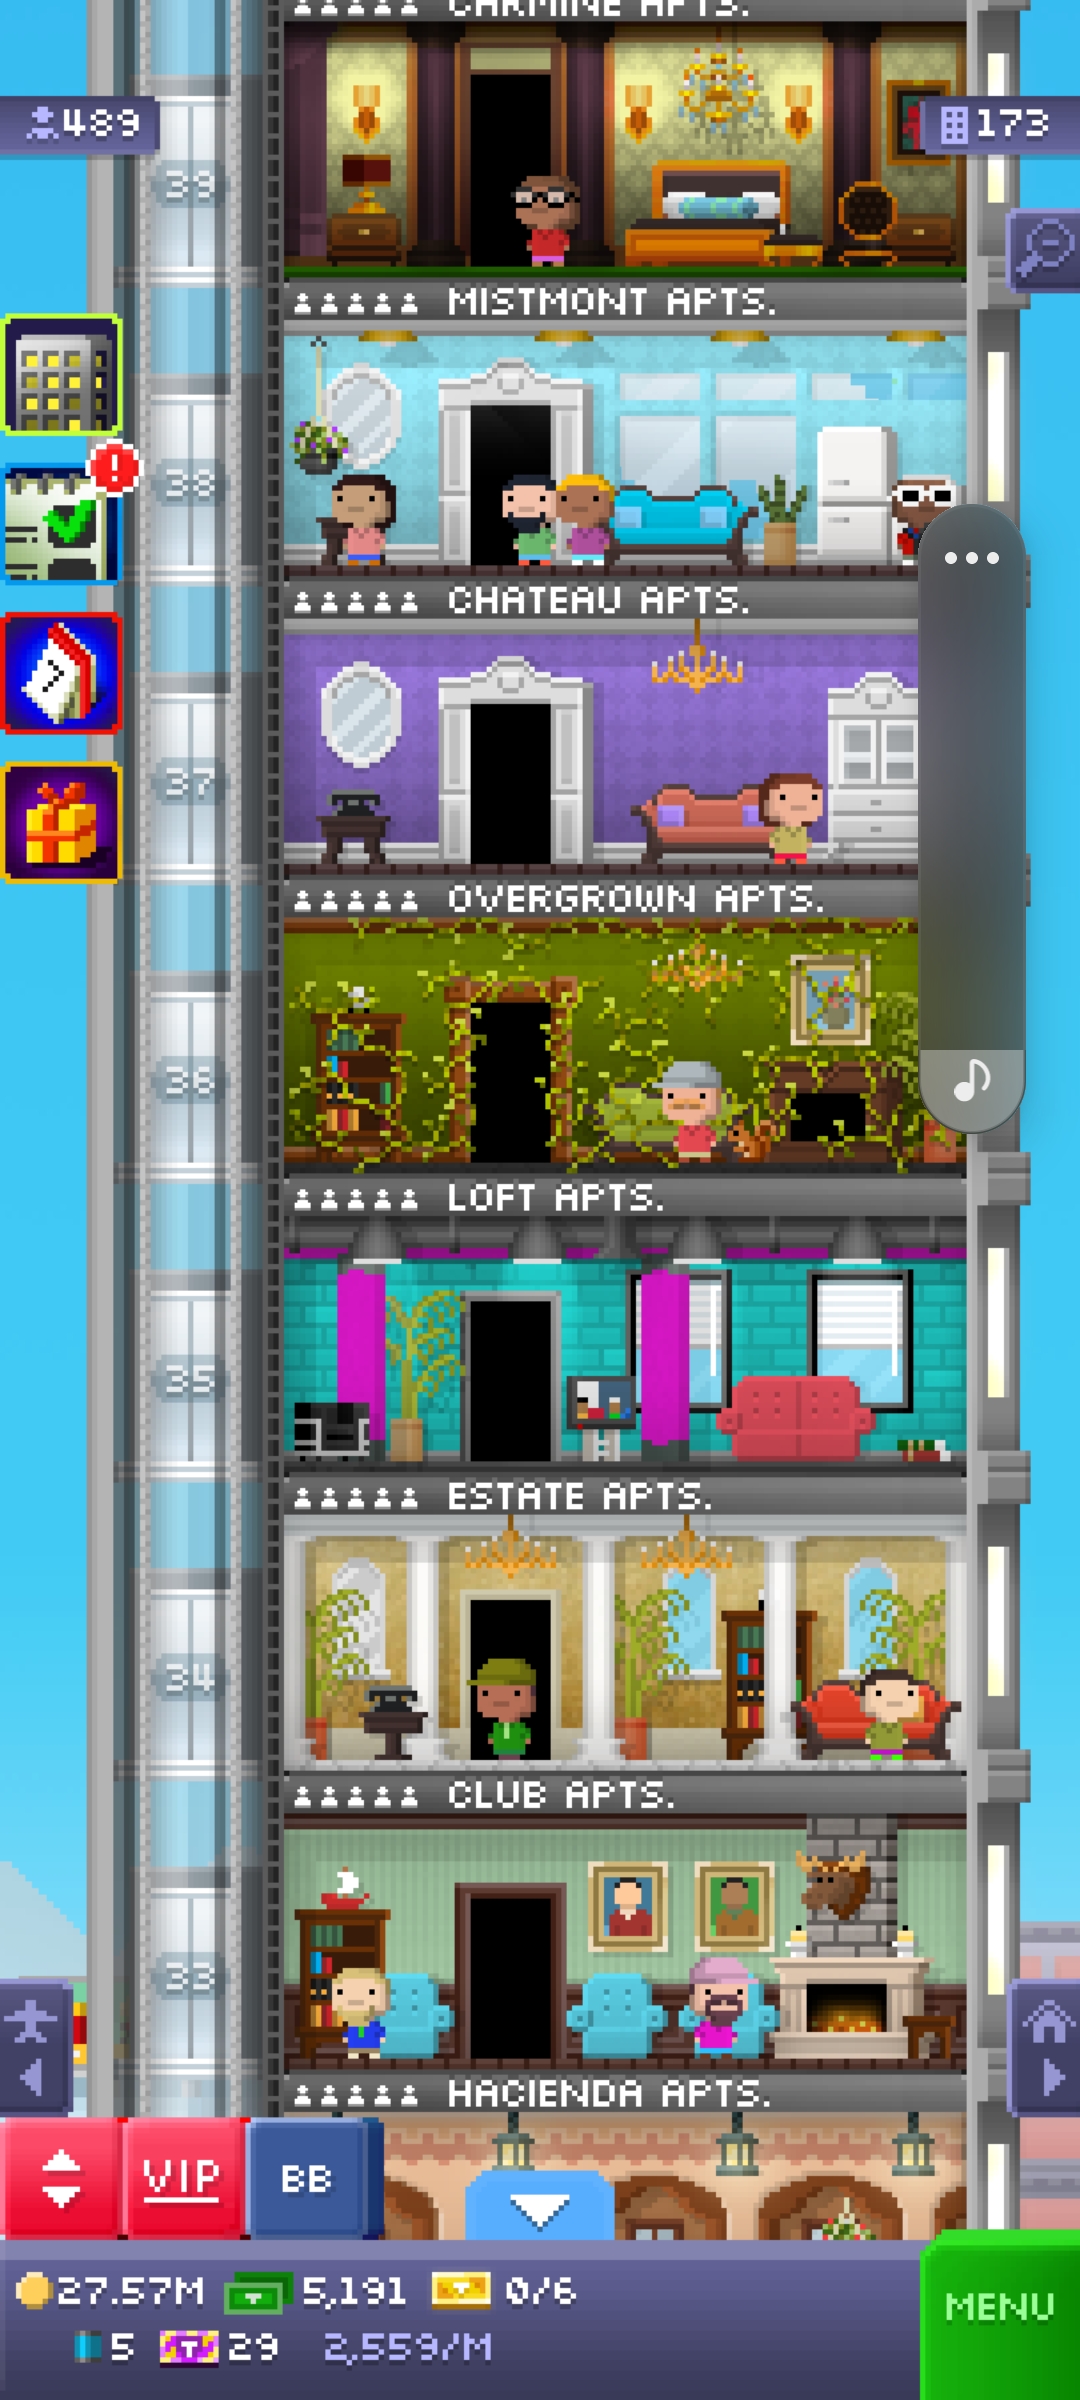 CARMINE APTS.
489
173
39
MISTMONT APTS.
38
CHATEAU APTS.
37
OVERGROWN APTS.
36
LOFT APTS.
35
ESTATE APTS.
34
CLUB APTS.
33
HACIENDA APTS.
VIP
BB
27.57M 5,191 0/6
MENU
5 29 2,559/M